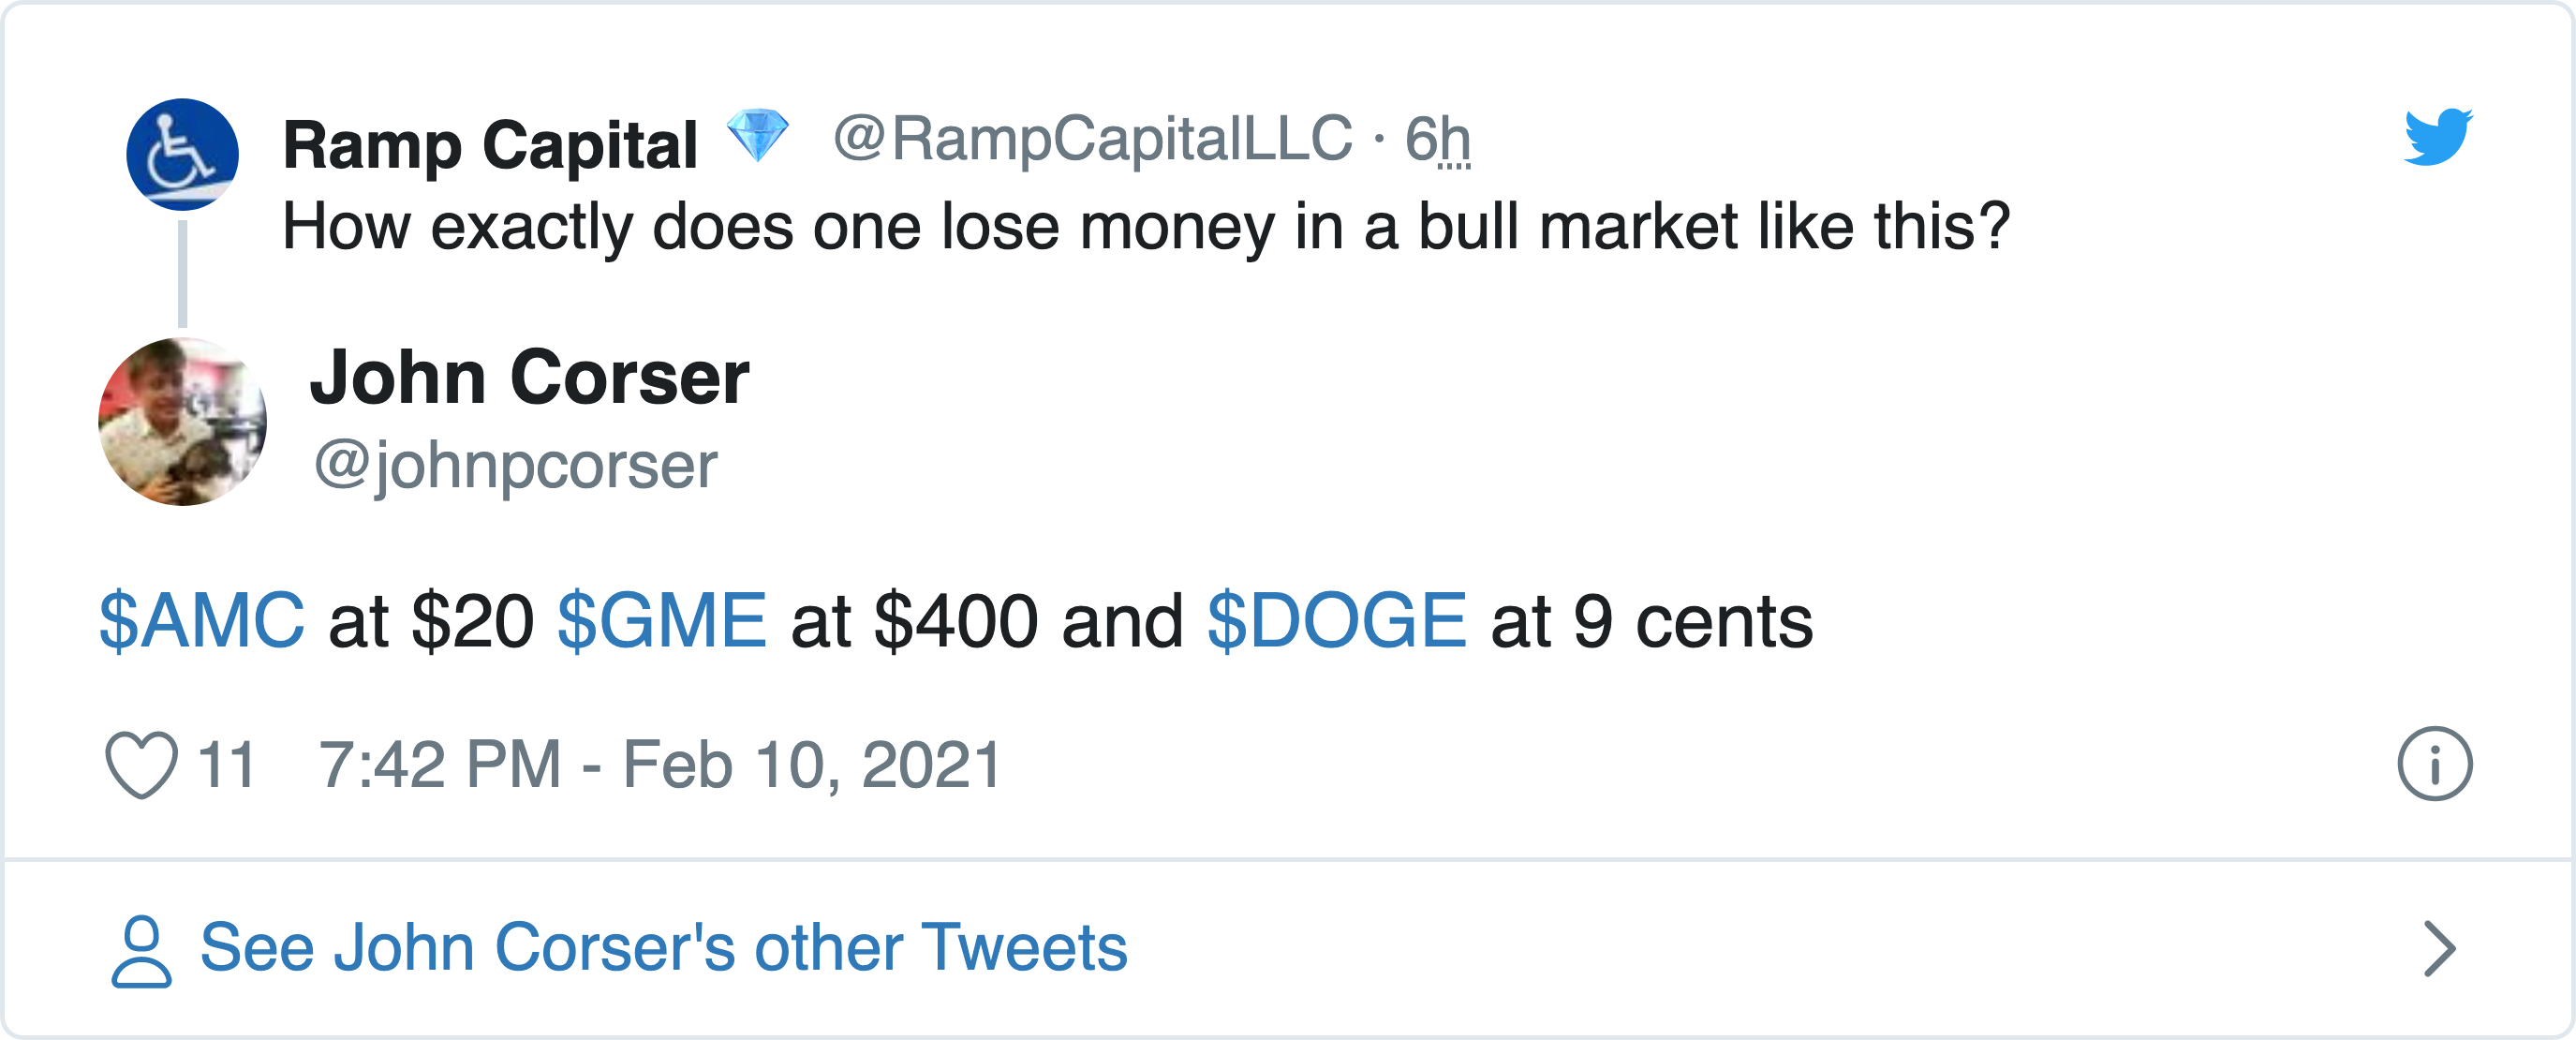 Ramp Capital 💎 @RampCapitalLLC · 6h
How exactly does one lose money in a bull market like this?
John Corser
@johnpcorser
$AMC at $20 $GME at $400 and $DOGE at 9 cents
11 7:42 PM - Feb 10, 2021
See John Corser's other Tweets